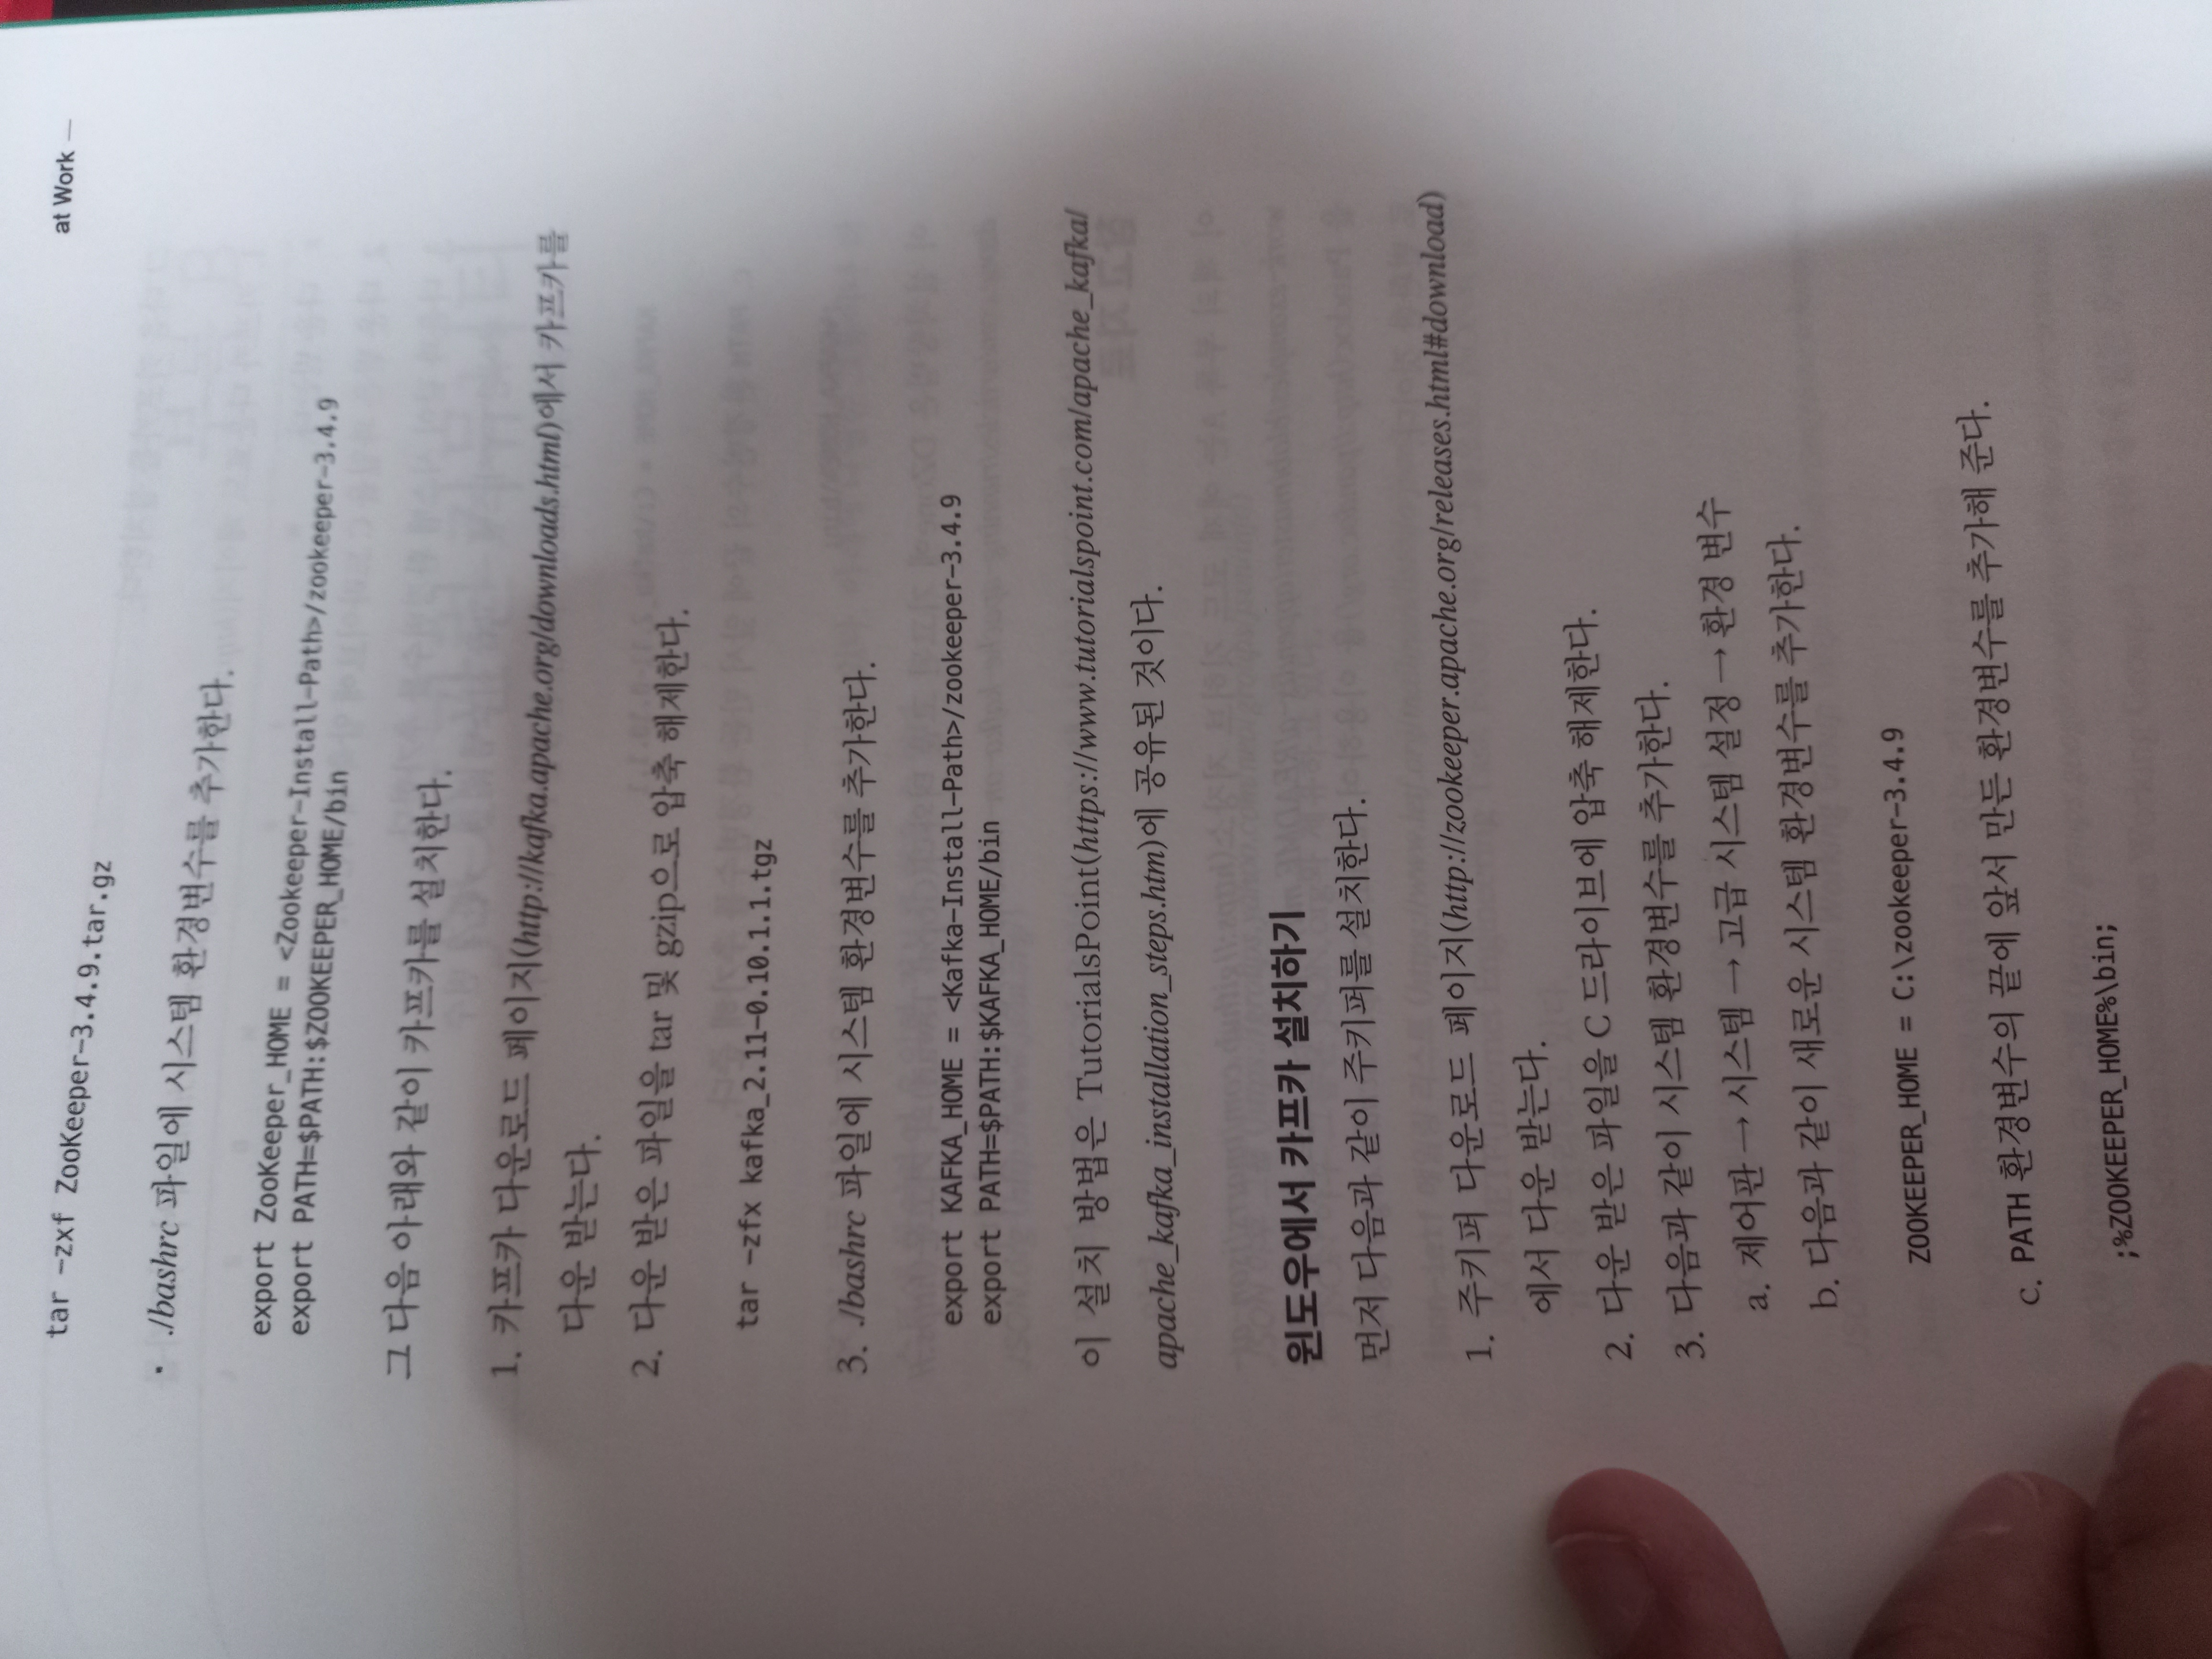 at Work —
tar –zxf ZooKeeper–3.4.9.tar.gz
• ./bashrc 파일에 시스템 환경변수를 추가한다.
export ZooKeeper_HOME = <Zookeeper–Install–Path>/zookeeper–3.4.9
export PATH=$PATH:$ZOOKEEPER_HOME/bin
그 다음 아래와 같이 카프카를 설치한다.
1. 카프카 다운로드 페이지(http://kafka.apache.org/downloads.html)에서 카프카를
다운 받는다.
2. 다운 받은 파일을 tar 및 gzip으로 압축 해제한다.
tar –zfx kafka_2.11–0.10.1.1.tgz
3. ./bashrc 파일에 시스템 환경변수를 추가한다.
export KAFKA_HOME = <Kafka–Install–Path>/zookeeper–3.4.9
export PATH=$PATH:$KAFKA_HOME/bin
이 설치 방법은 TutorialsPoint(https://www.tutorialspoint.com/apache_kafka/
apache_kafka_installation_steps.htm)에 공유된 것이다.
윈도우에서 카프카 설치하기
먼저 다음과 같이 주키퍼를 설치한다.
1. 주키퍼 다운로드 페이지(http://zookeeper.apache.org/releases.html#download)
에서 다운 받는다.
2. 다운 받은 파일을 C 드라이브에 압축 해제한다.
3. 다음과 같이 시스템 환경변수를 추가한다.
a. 제어판 → 시스템 → 고급 시스템 설정 → 환경 변수
b. 다음과 같이 새로운 시스템 환경변수를 추가한다.
ZOOKEEPER_HOME = C:\zookeeper–3.4.9
c. PATH 환경변수의 끝에 앞서 만든 환경변수를 추가해 준다.
;%ZOOKEEPER_HOME%\bin;